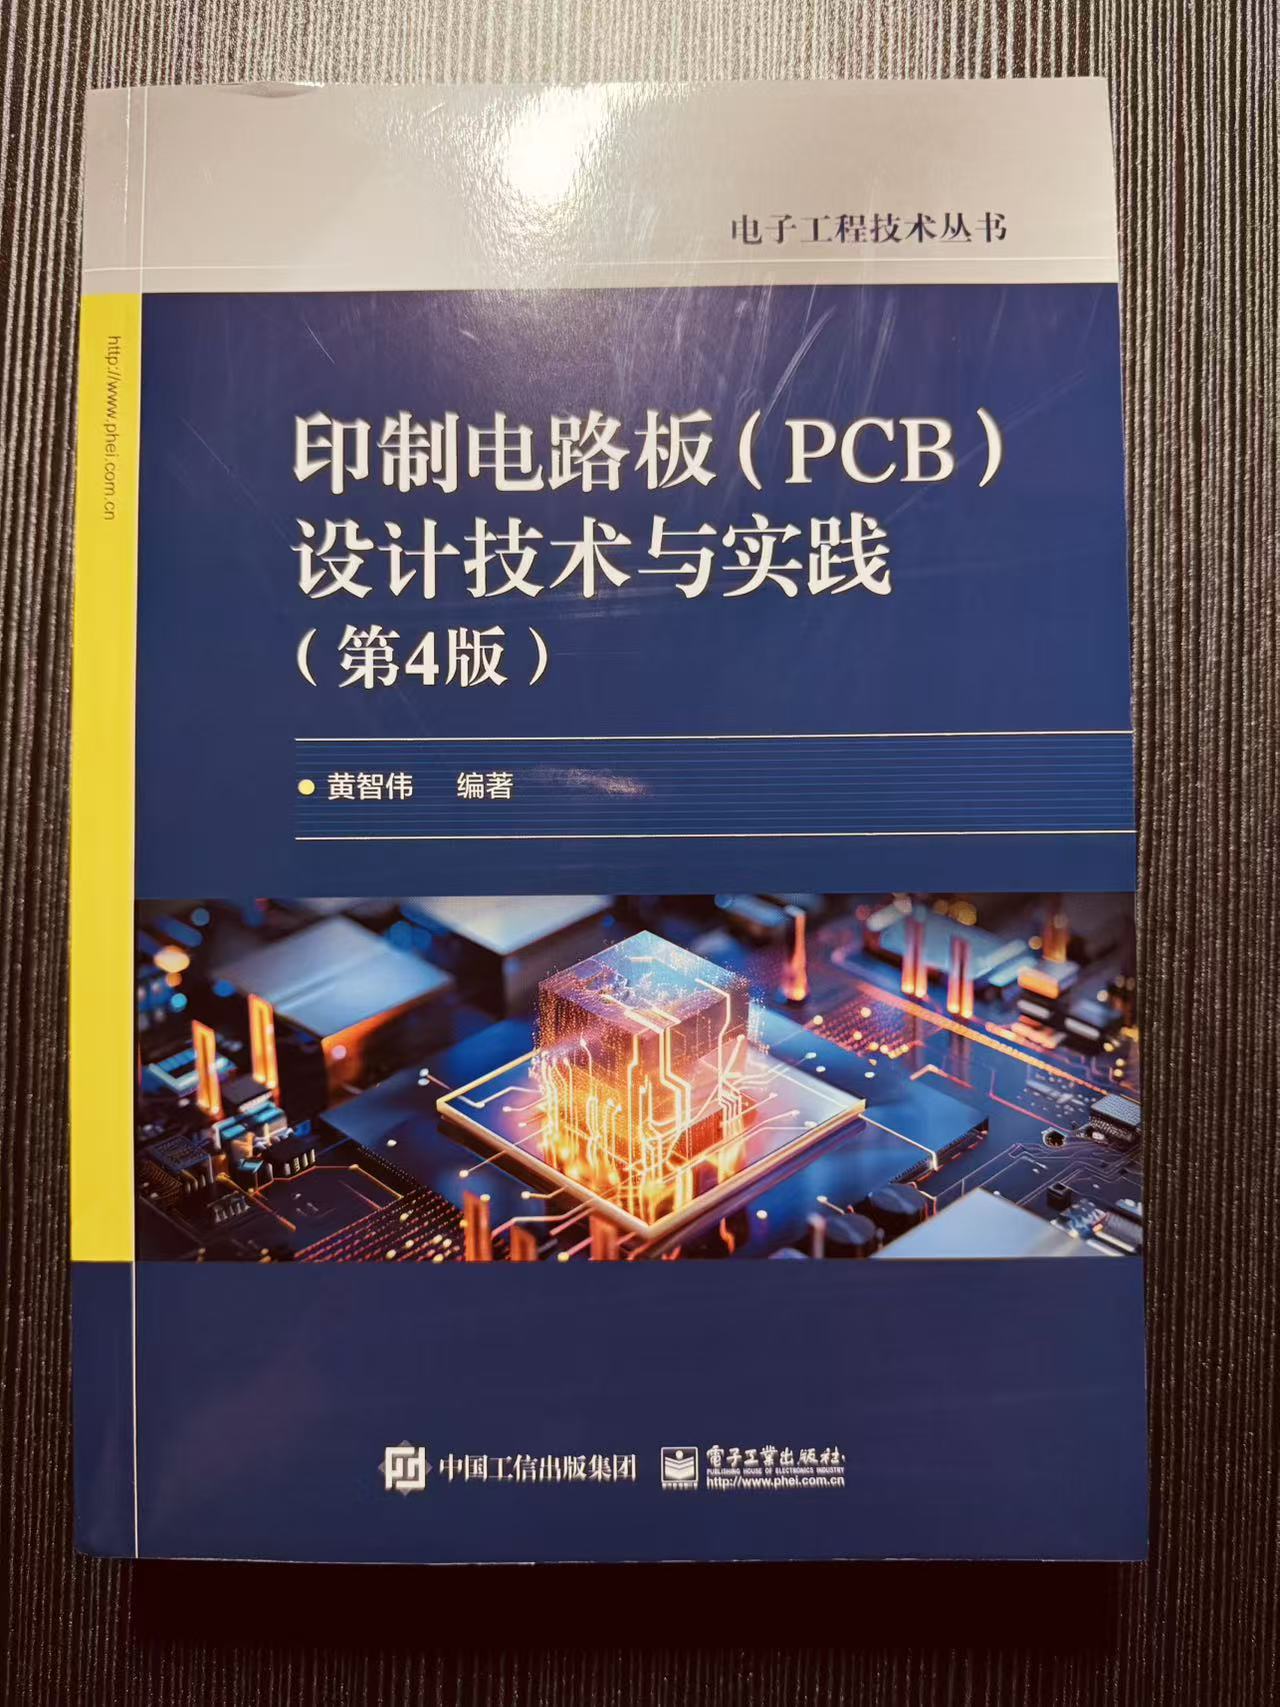 电子工程技术丛书
http://www.phei.com.cn
印制电路板（PCB）
设计技术与实践
（第4版）
黄智伟 编著
中国工信出版集团
電子工業出版社
PUBLISHING HOUSE OF ELECTRONICS INDUSTRY
http://www.phei.com.cn